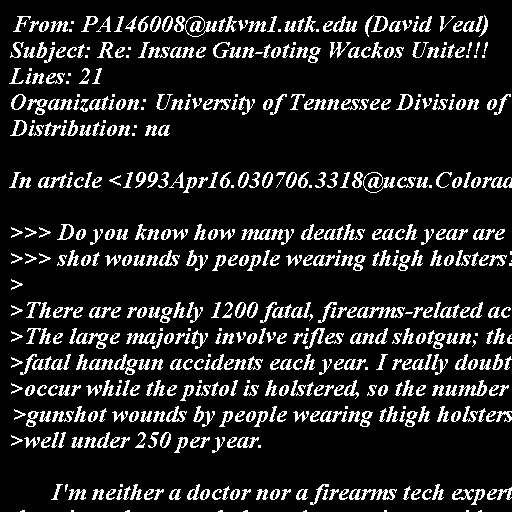 From: PA146008@utkvm1.utk.edu (David Veal)
Subject: Re: Insane Gun-toting Wackos Unite!!!
Lines: 21
Organization: University of Tennessee Division of
Distribution: na

In article <1993Apr16.030706.3318@ucsu.Colorad

>>> Do you know how many deaths each year are
>>> shot wounds by people wearing thigh holsters?
>
>There are roughly 1200 fatal, firearms-related ac
>The large majority involve rifles and shotgun; the
>fatal handgun accidents each year. I really doubt
>occur while the pistol is holstered, so the number
>gunshot wounds by people wearing thigh holsters
>well under 250 per year.

I'm neither a doctor nor a firearms tech expert